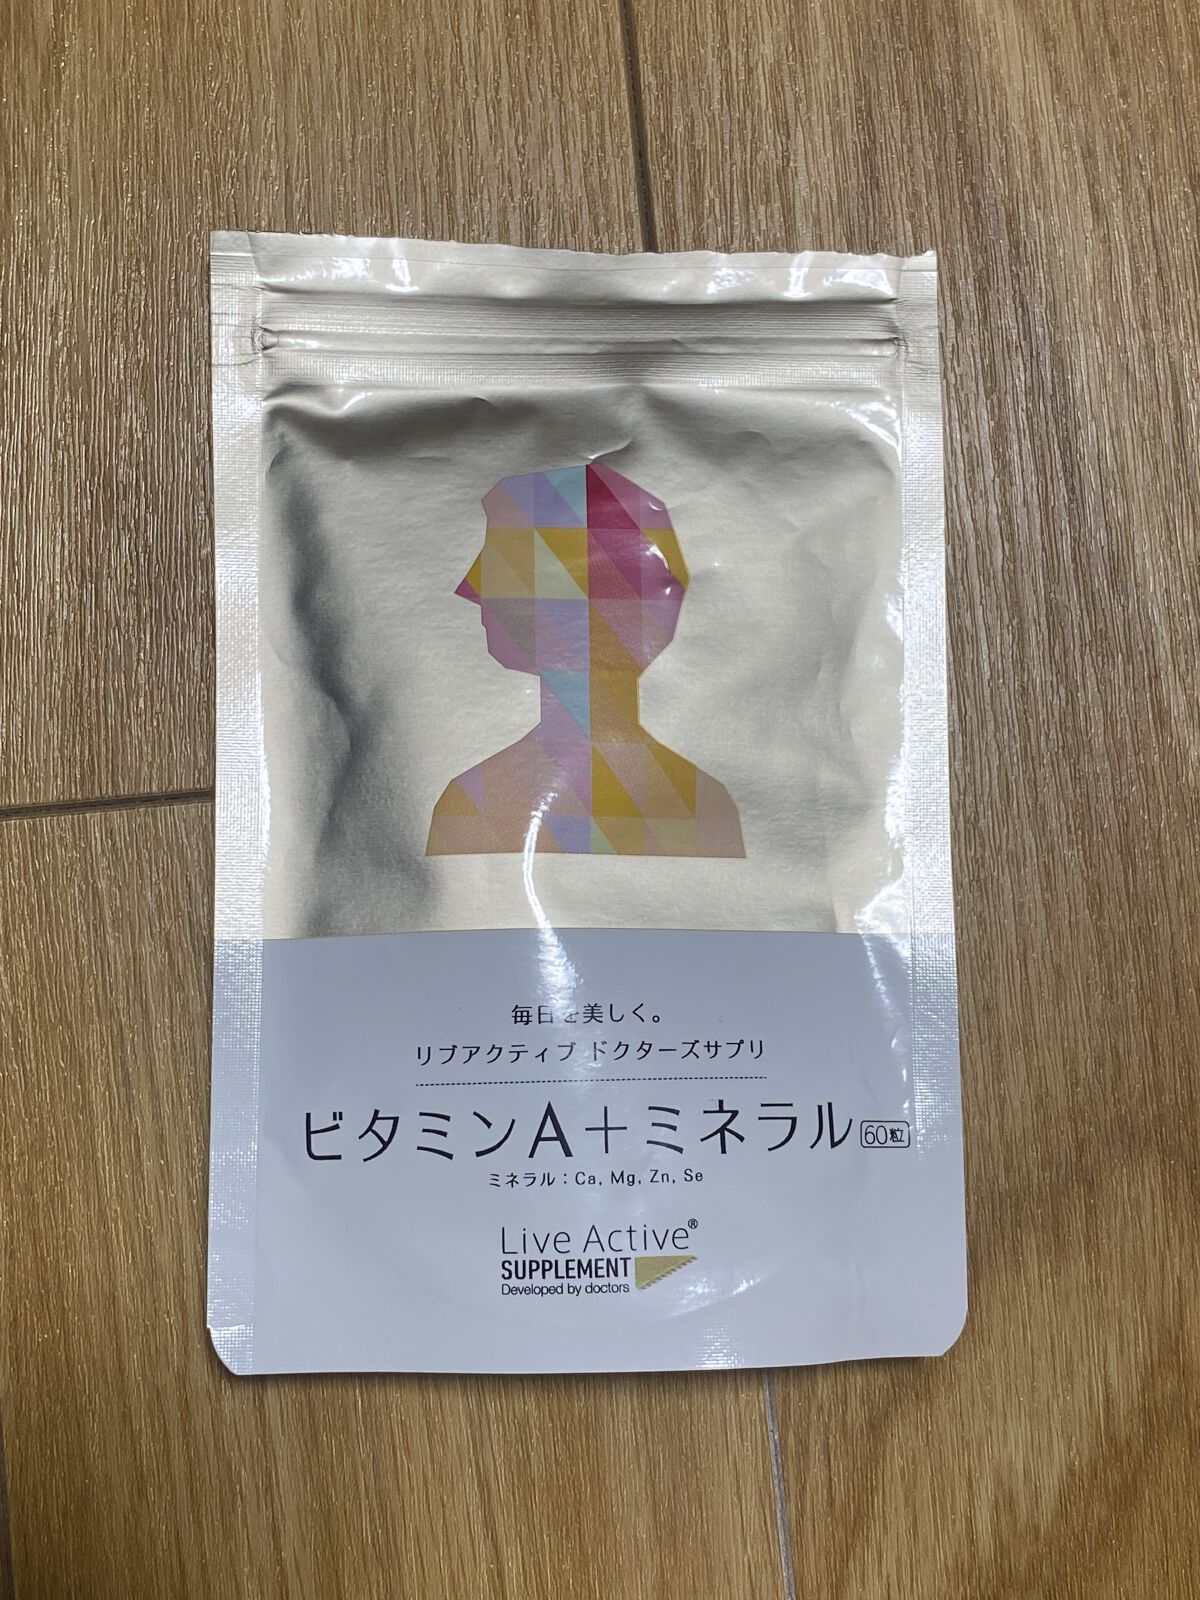 毎日を美しく。
リブアクティブ ドクターズサプリ
ビタミンA+ミネラル 60粒
ミネラル:Ca, Mg, Zn, Se
Live Active®
SUPPLEMENT
Developed by doctors